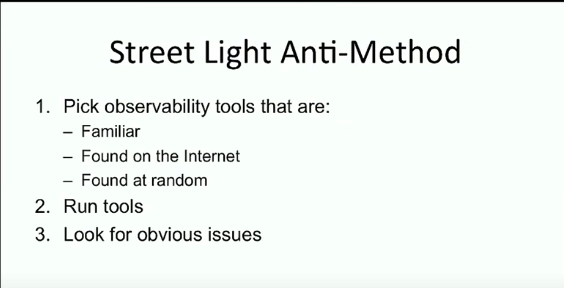 Street Light Anti-Method
1. Pick observability tools that are:
– Familiar
– Found on the Internet
– Found at random
2. Run tools
3. Look for obvious issues